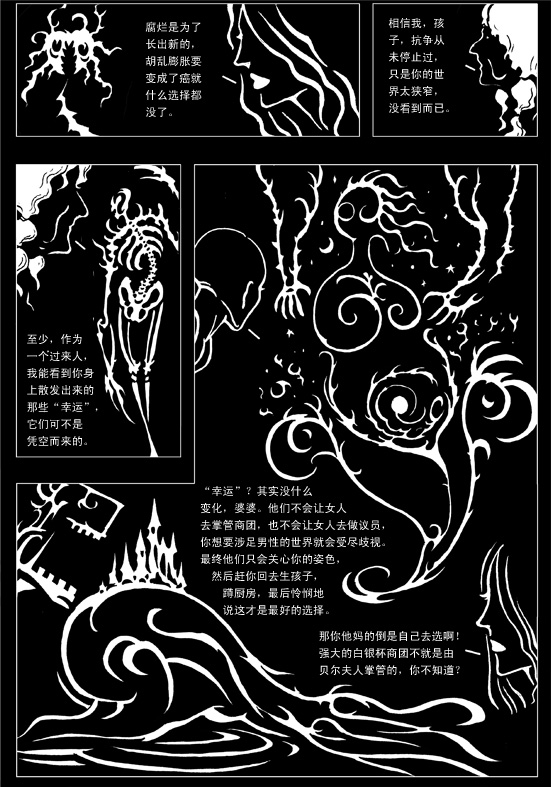 腐烂是为了
长出新的，
胡乱膨胀要
变成了癌就
什么选择都
没了。
相信我，孩
子，抗争从
未停止过，
只是你的世
界太狭窄，
没看到而已。
至少，作为
一个过来人，
我能看到你身
上散发出来的
那些“幸运”，
它们可不是
凭空而来的。
“幸运”？其实没什么
变化，婆婆。他们不会让女人
去掌管商团，也不会让女人去做议员，
你想要涉足男性的世界就会受尽歧视。
最终他们只会关心你的姿色，
然后赶你回去生孩子，
蹲厨房，最后怜悯地
说这才是最好的选择。
那你他妈的倒是自己去选啊！
强大的白银杯商团不就是由
贝尔夫人掌管的，你不知道？